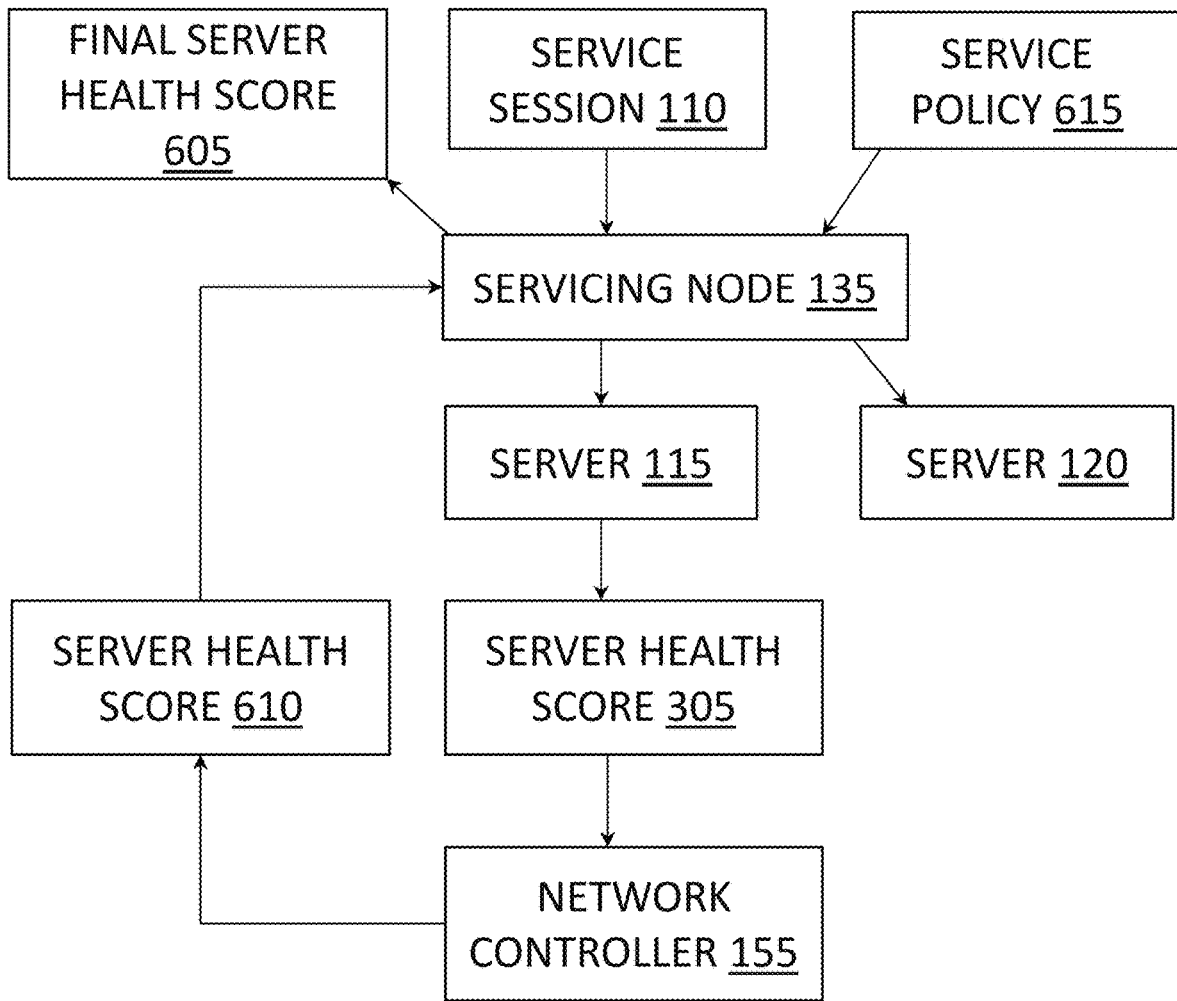 FINAL SERVER
HEALTH SCORE
605
SERVICE
SESSION 110
SERVICE
POLICY 615
SERVICING NODE 135
SERVER 115
SERVER 120
SERVER HEALTH
SCORE 610
SERVER HEALTH
SCORE 305
NETWORK
CONTROLLER 155